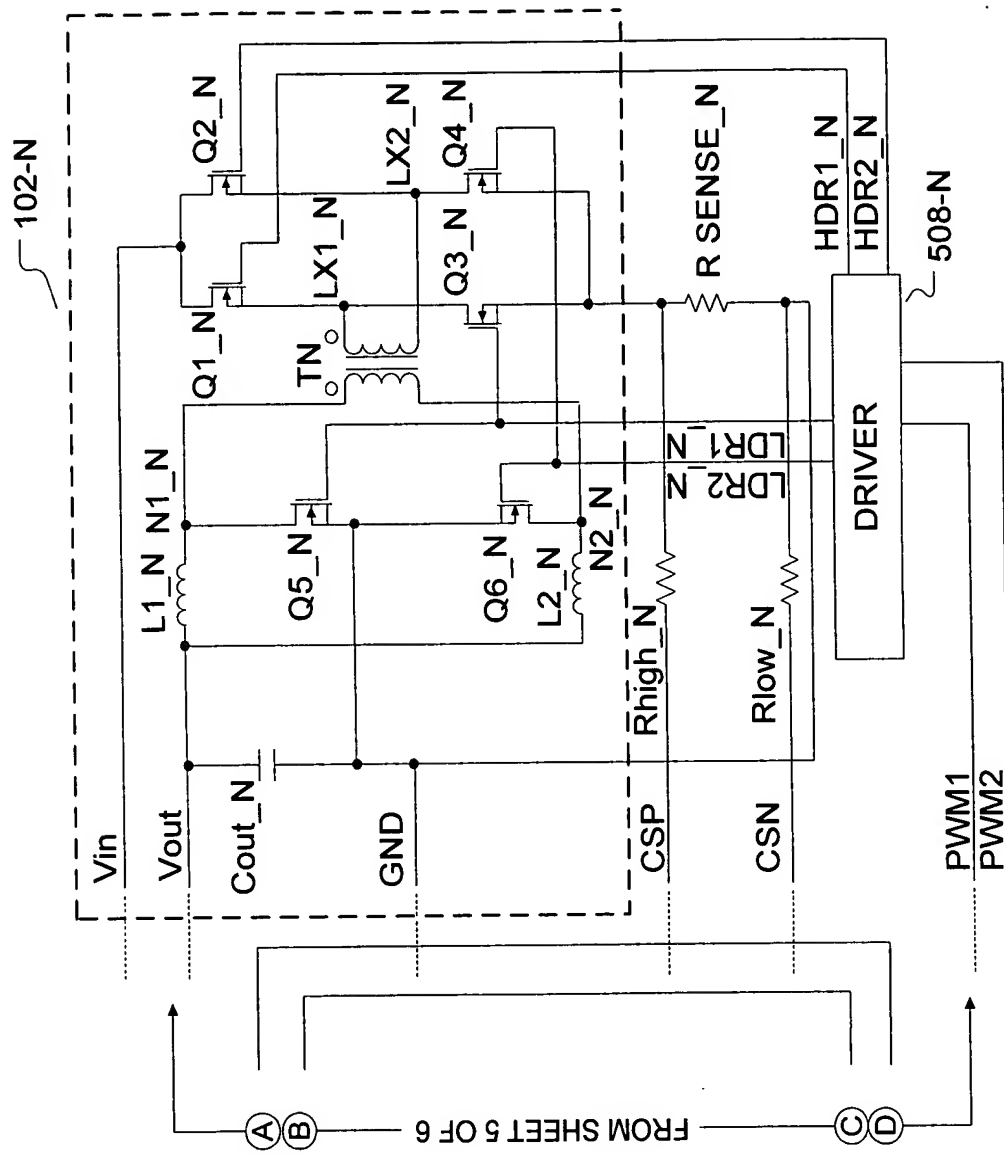 102-N
Vin
Vout
Cout_N
GND
L1_N
N1_N
Q5_N
Q6_N
L2_N
N2_N
TN
Q1_N
Q2_N
LX1_N
LX2_N
Q3_N
Q4_N
R SENSE_N
Rhigh_N
CSP
Rlow_N
CSN
LDR1_N
LDR2_N
HDR1_N
HDR2_N
DRIVER
508-N
PWM1
PWM2
A
B
FROM SHEET 5 OF 6
C
D